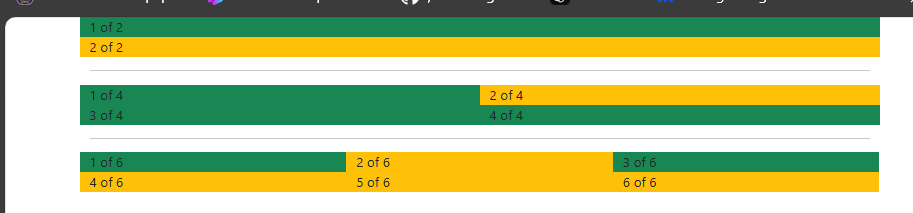 1 of 2
2 of 2
1 of 4 2 of 4
3 of 4 4 of 4
1 of 6 2 of 6 3 of 6
4 of 6 5 of 6 6 of 6